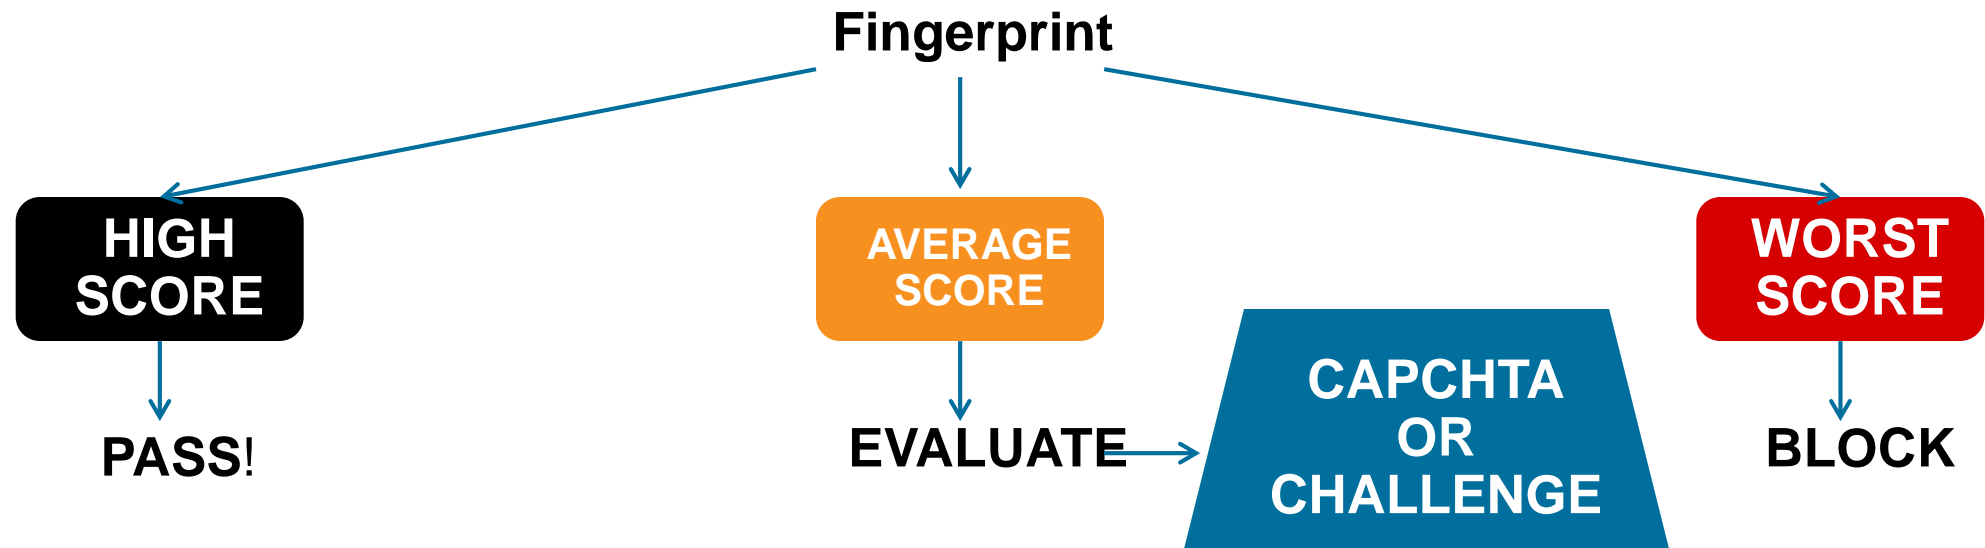 Fingerprint
HIGH
SCORE
AVERAGE
SCORE
WORST
SCORE
PASS!
EVALUATE
CAPCHTA
OR
CHALLENGE
BLOCK